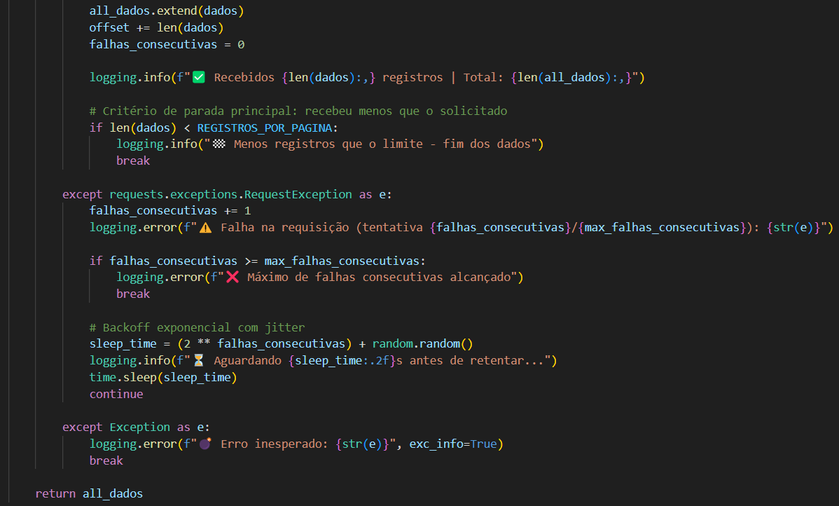 all_dados.extend(dados)
offset += len(dados)
falhas_consecutivas = 0
logging.info(f"✅ Recebidos {len(dados):,} registros | Total: {len(all_dados):,}")
# Critério de parada principal: recebeu menos que o solicitado
if len(dados) < REGISTROS_POR_PAGINA:
logging.info("🏁 Menos registros que o limite - fim dos dados")
break
except requests.exceptions.RequestException as e:
falhas_consecutivas += 1
logging.error(f"⚠️ Falha na requisição (tentativa {falhas_consecutivas}/{max_falhas_consecutivas}): {str(e)}")
if falhas_consecutivas >= max_falhas_consecutivas:
logging.error(f"❌ Máximo de falhas consecutivas alcançado")
break
# Backoff exponencial com jitter
sleep_time = (2 ** falhas_consecutivas) + random.random()
logging.info(f"⏳ Aguardando {sleep_time:.2f}s antes de retentar...")
time.sleep(sleep_time)
continue
except Exception as e:
logging.error(f"💣 Erro inesperado: {str(e)}", exc_info=True)
break
return all_dados